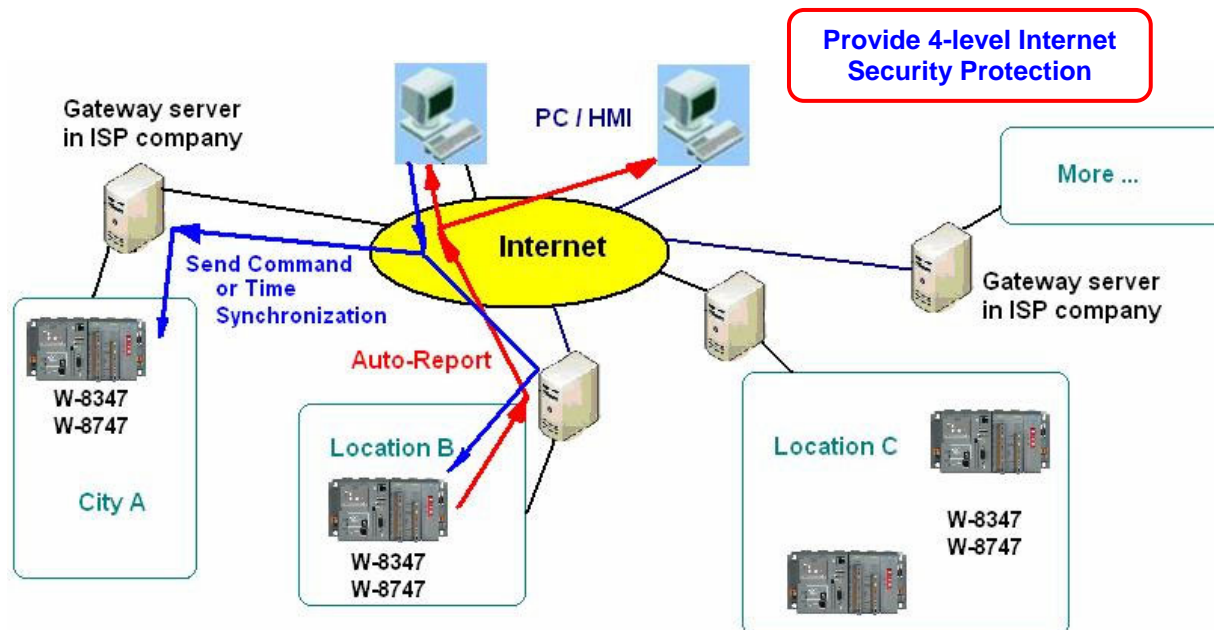 Provide 4-level Internet
Security Protection
Gateway server
in ISP company
PC / HMI
More ...
Internet
Send Command
or Time
Synchronization
Gateway server
in ISP company
Auto-Report
W-8347
W-8747
City A
Location B
W-8347
W-8747
Location C
W-8347
W-8747